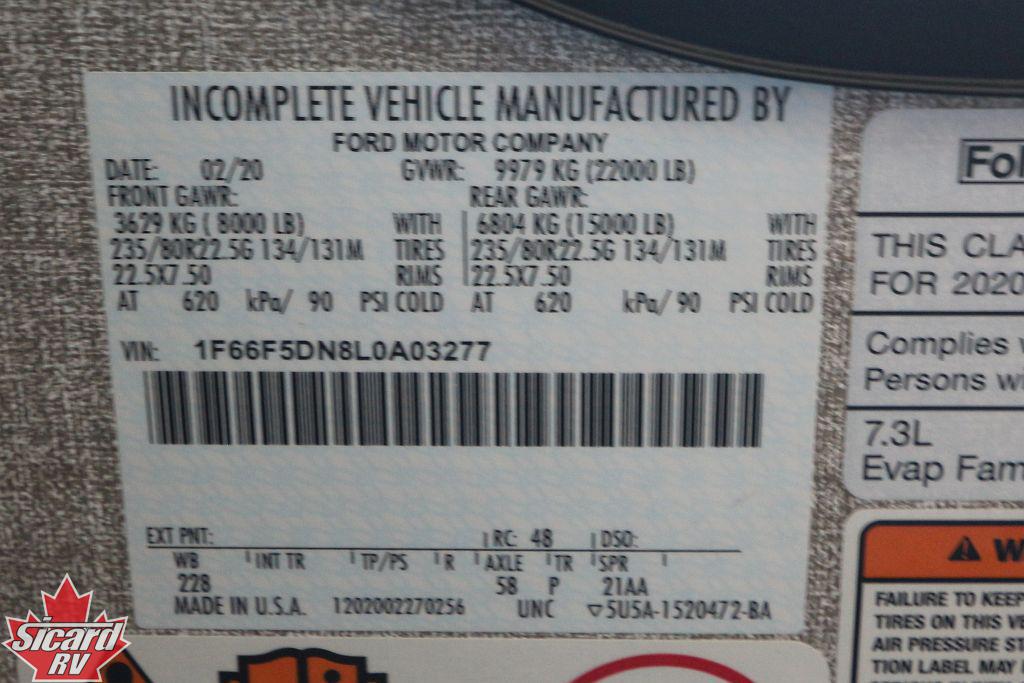 INCOMPLETE VEHICLE MANUFACTURED BY
FORD MOTOR COMPANY
DATE: 02/20 GVWR: 9979 KG (22000 LB)
FRONT GAWR: REAR GAWR:
3629 KG ( 8000 LB) WITH 6804 KG (15000 LB) WITH
235/80R22.5G 134/131M TIRES 235/80R22.5G 134/131M TIRES
22.5X7.50 RIMS 22.5X7.50 RIMS
AT 620 kPa/ 90 PSI COLD AT 620 kPa/ 90 PSI COLD
VIN: 1F66F5DN8L0A03277
EXT PNT: RC: 48 DSO:
WB INT TR TP/PS R AXLE TR SPR
228 58 P 21AA
MADE IN U.S.A. 1202002270256 UNC ▽5U5A-1520472-BA
THIS CLA
FOR 2020
Complies
Persons
7.3L
Evap Fam
FAILURE TO KEEP
TIRES ON THIS VE
AIR PRESSURE ST
TION LABEL MAY
Sicard
RV